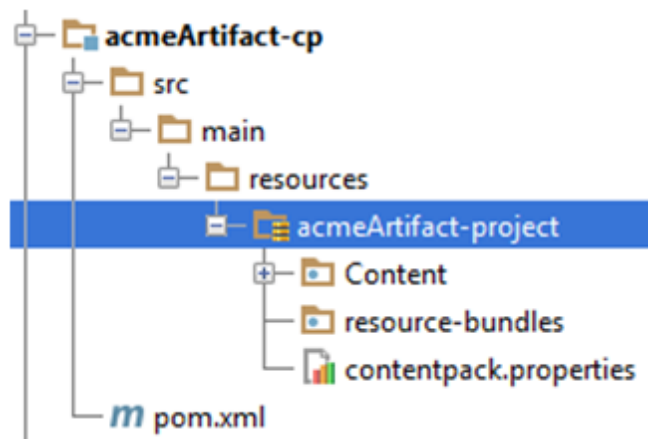 acmeArtifact-cp
src
main
resources
acmeArtifact-project
Content
resource-bundles
contentpack.properties
m pom.xml